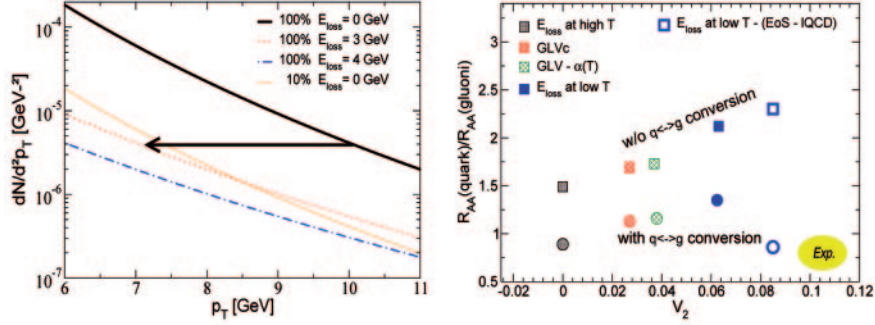 10⁻⁴
10⁻⁵
10⁻⁶
10⁻⁷
dN/d²p_T [GeV⁻²]
100% E_loss = 0 GeV
100% E_loss = 3 GeV
100% E_loss = 4 GeV
10% E_loss = 0 GeV
6 7 8 9 10 11
p_T [GeV]
E_loss at high T
E_loss at low T - (EoS - lQCD)
GLVc
GLV - α(T)
E_loss at low T
w/o q<->g conversion
with q<->g conversion
Exp.
R_AA(quark)/R_AA(gluoni)
3
2.5
2
1.5
1
0.5
-0.02 0 0.02 0.04 0.06 0.08 0.1 0.12
V_2